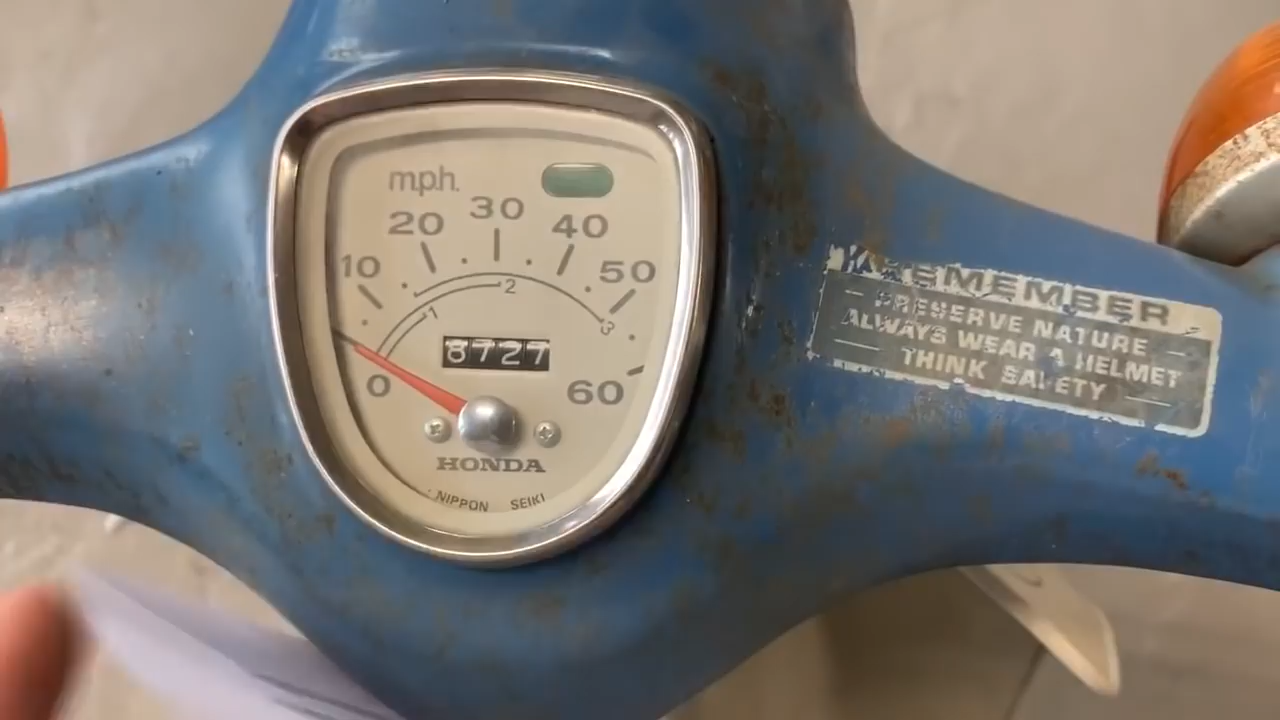 m.p.h.
0
10
20
30
40
50
60
1
2
3
8727
HONDA
NIPPON SEIKI
REMEMBER
PRESERVE NATURE
ALWAYS WEAR A HELMET
THINK SAFETY